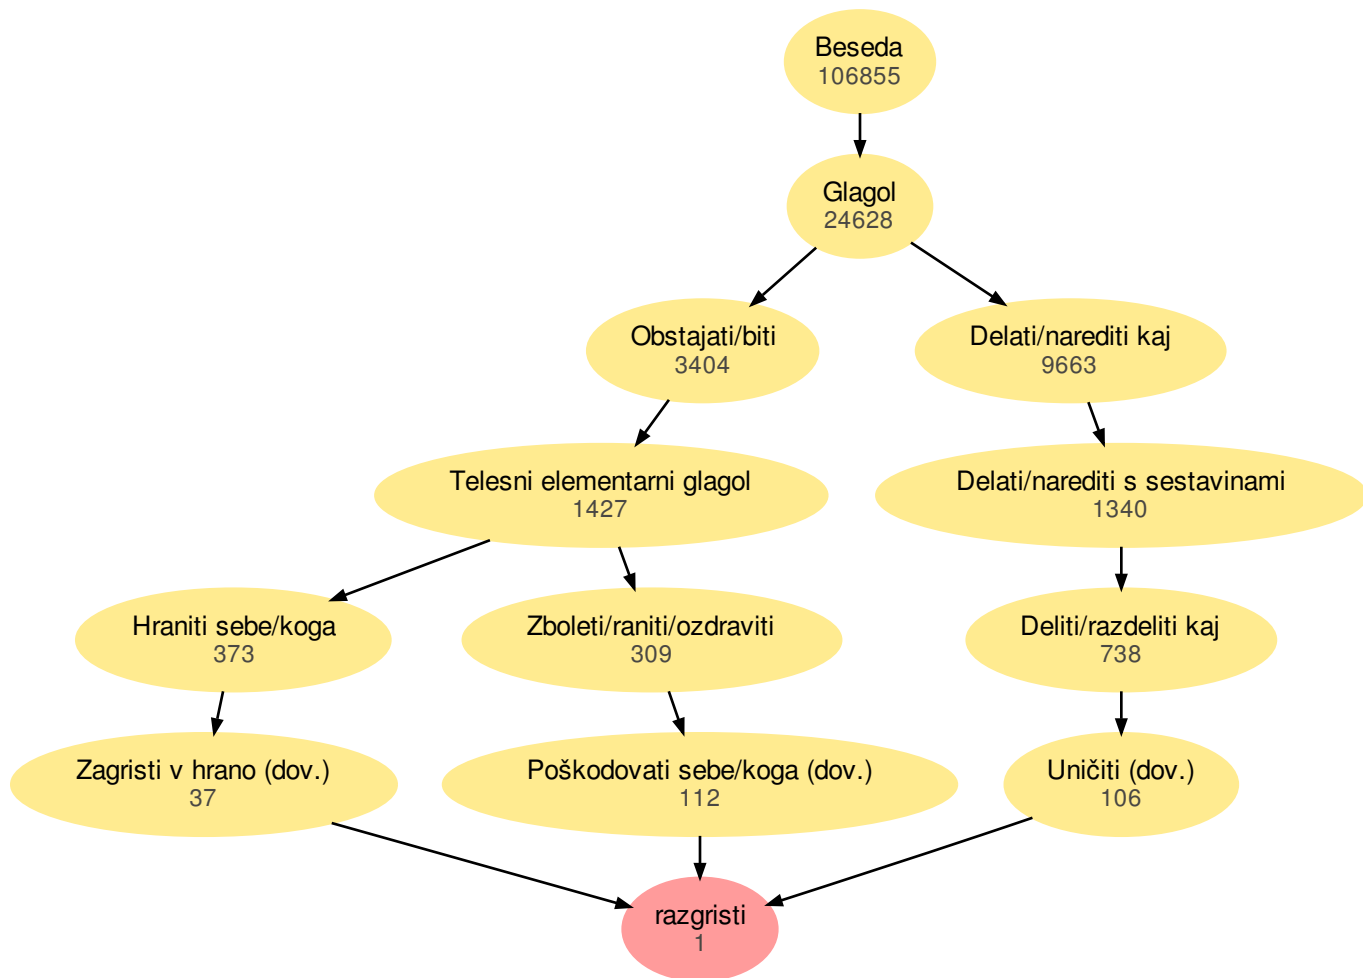 Beseda
106855
Glagol
24628
Obstajati/biti
3404
Delati/narediti kaj
9663
Telesni elementarni glagol
1427
Delati/narediti s sestavinami
1340
Hraniti sebe/koga
373
Zboleti/raniti/ozdraviti
309
Deliti/razdeliti kaj
738
Zagristi v hrano (dov.)
37
Poškodovati sebe/koga (dov.)
112
Uničiti (dov.)
106
razgristi
1